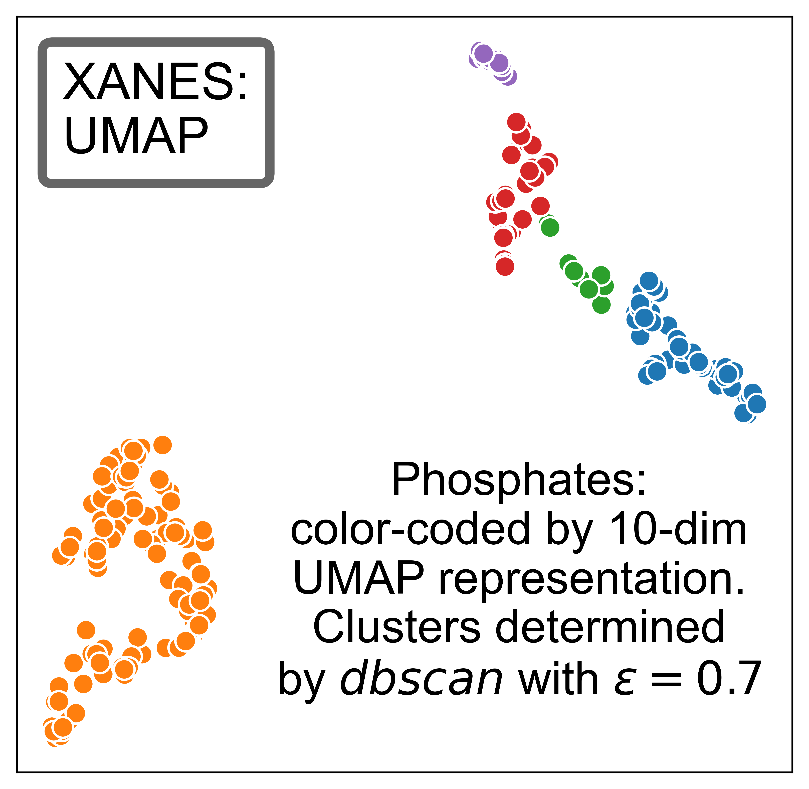 XANES:
UMAP
Phosphates:
color-coded by 10-dim
UMAP representation.
Clusters determined
by dbscan with ε = 0.7